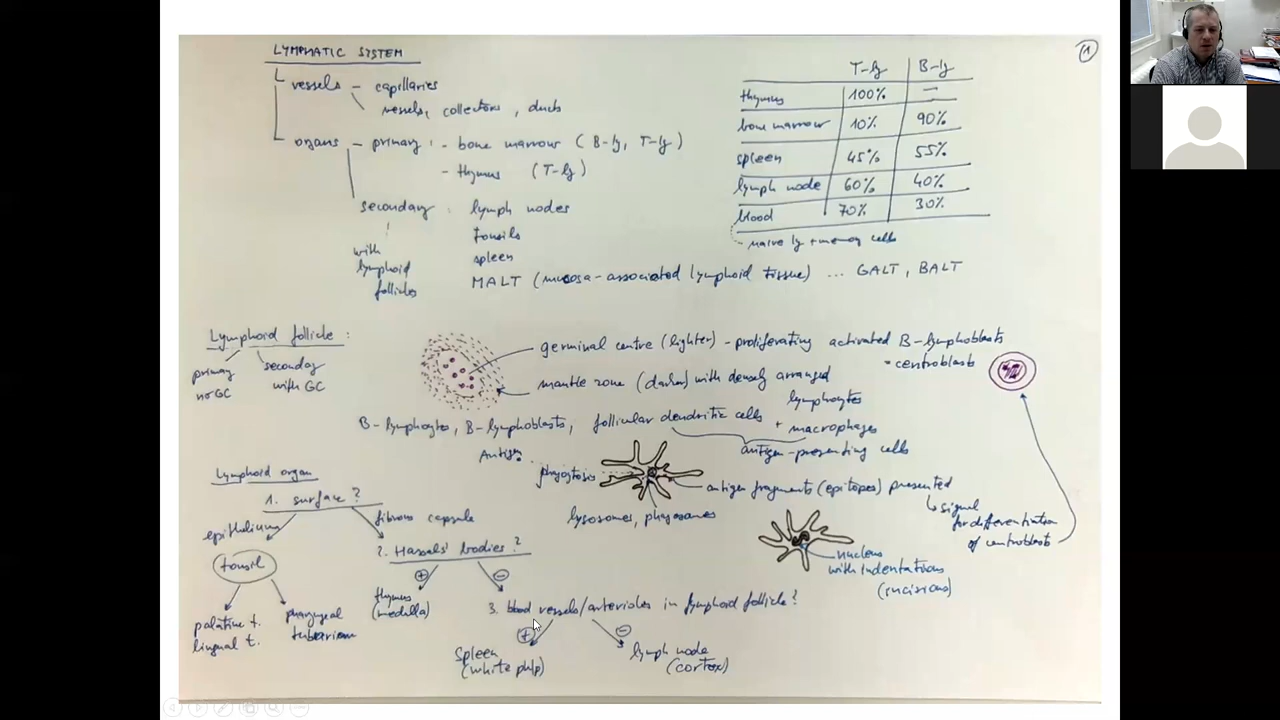 LYMPHATIC SYSTEM
1
vessels - capillaries
vessels, collectors, ducts
organs - primary: - bone marrow (B-ly, T-ly)
- thymus (T-ly)
secondary: lymph nodes
tonsils
spleen
MALT (mucosa-associated lymphoid tissue) ... GALT, BALT
with
lymphoid
follicles
T-ly B-ly
thymus 100% —
bone marrow 10% 90%
spleen 45% 55%
lymph node 60% 40%
blood 70% 30%
naive ly + memory cells
Lymphoid follicle:
primary
no GC
secondary
with GC
germinal centre (lighter) - proliferating activated B-lymphoblasts
= centroblasts
mantle zone (darker) with densely arranged
lymphocytes
B-lymphocytes, B-lymphoblasts, follicular dendritic cells
+ macrophages
antigen-presenting cells
Antigen
phagocytosis
antigen fragments (epitopes) presented
lysosomes, phagosomes
signal
for differentiation
of centroblasts
nucleus
with indentations
(incisions)
Lymphoid organ
1. surface?
epithelium
fibrous capsule
tonsil
palatine t.
lingual t.
pharyngeal
tubarian
2. Hassals' bodies?
+ -
thymus
(medulla)
3. blood vessels/arterioles in lymphoid follicle?
+ -
Spleen
(white pulp)
lymph node
(cortex)